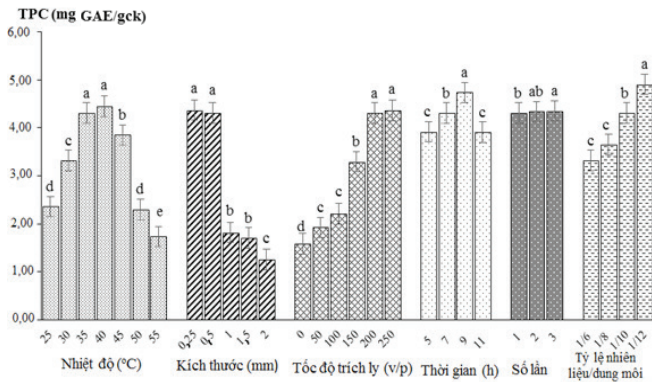 TPC (mg GAE/gck)
6,00
5,00
4,00
3,00
2,00
1,00
0,00
d c a a b d e
a a b b c
d c c b a a
c b a c
b ab a
c c b a
25 30 35 40 45 50 55
0,25 0,5 1 1,5 2
0 50 100 150 200 250
5 7 9 11
1 2 3
1/6 1/8 1/10 1/12
Nhiệt độ (ºC)
Kích thước (mm)
Tốc độ trích ly (v/p)
Thời gian (h)
Số lần
Tỷ lệ nhiên
liệu/dung môi